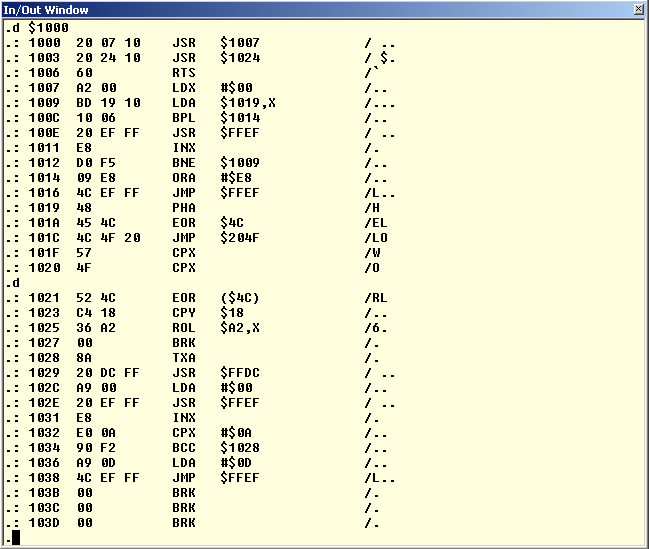 In/Out Window
.d $1000
.: 1000 20 07 10 JSR $1007 / ..
.: 1003 20 24 10 JSR $1024 / $.
.: 1006 60 RTS /`
.: 1007 A2 00 LDX #$00 /..
.: 1009 BD 19 10 LDA $1019,X /...
.: 100C 10 06 BPL $1014 /..
.: 100E 20 EF FF JSR $FFEF / ..
.: 1011 E8 INX /.
.: 1012 D0 F5 BNE $1009 /..
.: 1014 09 E8 ORA #$E8 /..
.: 1016 4C EF FF JMP $FFEF /L..
.: 1019 48 PHA /H
.: 101A 45 4C EOR $4C /EL
.: 101C 4C 4F 20 JMP $204F /LO
.: 101F 57 CPX /W
.: 1020 4F CPX /O
.d
.: 1021 52 4C EOR ($4C) /RL
.: 1023 C4 18 CPY $18 /..
.: 1025 36 A2 ROL $A2,X /6.
.: 1027 00 BRK /.
.: 1028 8A TXA /.
.: 1029 20 DC FF JSR $FFDC / ..
.: 102C A9 00 LDA #$00 /..
.: 102E 20 EF FF JSR $FFEF / ..
.: 1031 E8 INX /.
.: 1032 E0 0A CPX #$0A /..
.: 1034 90 F2 BCC $1028 /..
.: 1036 A9 0D LDA #$0D /..
.: 1038 4C EF FF JMP $FFEF /L..
.: 103B 00 BRK /.
.: 103C 00 BRK /.
.: 103D 00 BRK /.
.